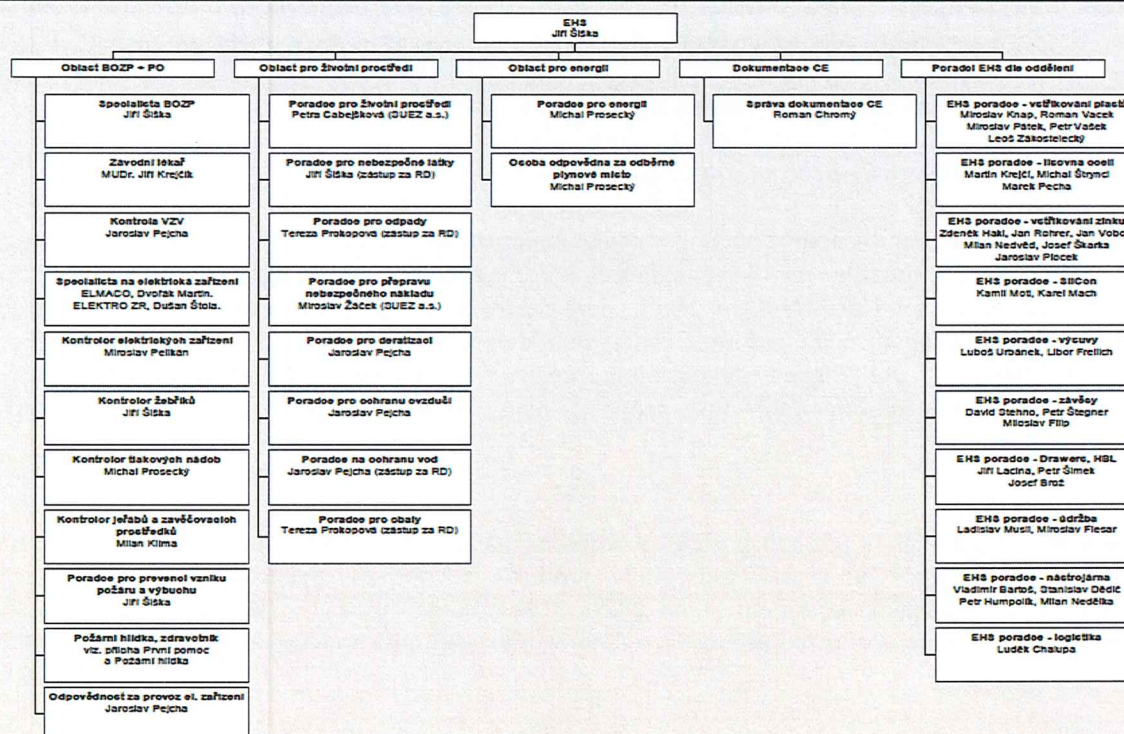 EHS
Jiří Šiška
Oblast BOZP + PO
Specialista BOZP
Jiří Šiška
Závodní lékař
MUDr. Jiří Krejčík
Kontrola VZV
Jaroslav Pejcha
Specialista na elektrická zařízení
ELMACO, Dvořák Martin.
ELEKTRO ZR, Dušan Štola.
Kontrolor elektrických zařízení
Miroslav Pelikán
Kontrolor žebříků
Jiří Šiška
Kontrolor tlakových nádob
Michal Prosecký
Kontrolor jeřábů a zavěšovacích
prostředků
Milan Klíma
Poradce pro prevenci vzniku
požáru a výbuchu
Jiří Šiška
Požární hlídka, zdravotník
viz. příloha První pomoc
a Požární hlídka
Odpovědnost za provoz el. zařízení
Jaroslav Pejcha
Oblast pro životní prostředí
Poradce pro životní prostředí
Petra Cabejšková (SUEZ a.s.)
Poradce pro nebezpečné látky
Jiří Šiška (zástup za RD)
Poradce pro odpady
Tereza Prokopová (zástup za RD)
Poradce pro přepravu
nebezpečného nákladu
Miroslav Žáček (SUEZ a.s.)
Poradce pro deratizaci
Jaroslav Pejcha
Poradce pro ochranu ovzduší
Jaroslav Pejcha
Poradce na ochranu vod
Jaroslav Pejcha (zástup za RD)
Poradce pro obaly
Tereza Prokopová (zástup za RD)
Oblast pro energii
Poradce pro energii
Michal Prosecký
Osoba odpovědná za odběrné
plynové místo
Michal Prosecký
Dokumentace CE
Správa dokumentace CE
Roman Chromý
Poradci EHS dle oddělení
EHS poradce - vstřikování plastů
Miroslav Knap, Roman Vacek
Miroslav Pátek, Petr Vašek
Leoš Zákostelecký
EHS poradce - lisovna oceli
Martin Krejčí, Michal Štryncl
Marek Pecha
EHS poradce - vstřikování zinku
Zdeněk Hakl, Jan Rohrer, Jan
Milan Nedvěd, Josef Škarka
Jaroslav Plocek
EHS poradce - SliCon
Kamil Motl, Karel Mach
EHS poradce - výsuvy
Luboš Urbánek, Libor Freilich
EHS poradce - závěsy
David Stehno, Petr Štegner
Miloslav Filip
EHS poradce - Drawers, HBL
Jiří Lacina, Petr Šimek
Josef Brož
EHS poradce - údržba
Ladislav Musil, Miroslav Flesar
EHS poradce - nástrojárna
Vladimír Bartoš, Stanislav Dědič
Petr Humpolík, Milan Nedělka
EHS poradce - logistika
Luděk Chalupa